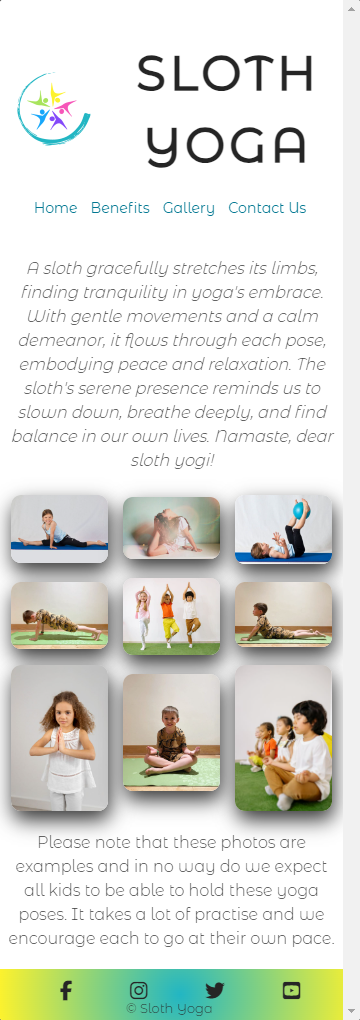 SLOTH
YOGA
Home Benefits Gallery Contact Us
A sloth gracefully stretches its limbs,
finding tranquility in yoga's embrace.
With gentle movements and a calm
demeanor, it flows through each pose,
embodying peace and relaxation. The
sloth's serene presence reminds us to
slown down, breathe deeply, and find
balance in our own lives. Namaste, dear
sloth yogi!
Please note that these photos are
examples and in no way do we expect
all kids to be able to hold these yoga
poses. It takes a lot of practise and we
encourage each to go at their own pace.
© Sloth Yoga